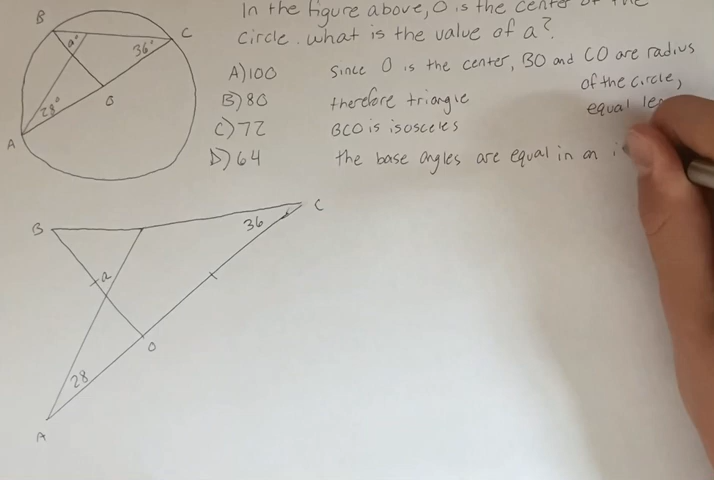 In the figure above, O is the center of the
circle. what is the value of a?
A) 100
B) 80
C) 72
D) 64
since O is the center, BO and CO are radius
of the circle,
equal
therefore triangle
BCO is isosceles
the base angles are equal in an
B
C
a°
36°
28°
O
A
B
C
36
a
O
28
A